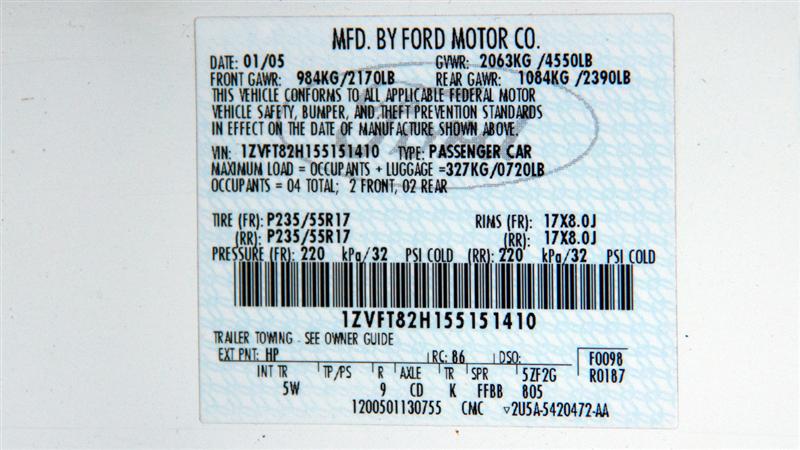 MFD. BY FORD MOTOR CO.
DATE: 01/05 GVWR: 2063KG /4550LB
FRONT GAWR: 984KG/2170LB REAR GAWR: 1084KG /2390LB
THIS VEHICLE CONFORMS TO ALL APPLICABLE FEDERAL MOTOR
VEHICLE SAFETY, BUMPER, AND THEFT PREVENTION STANDARDS
IN EFFECT ON THE DATE OF MANUFACTURE SHOWN ABOVE.
VIN: 1ZVFT82H155151410 TYPE: PASSENGER CAR
MAXIMUM LOAD = OCCUPANTS + LUGGAGE =327KG/0720LB
OCCUPANTS = 04 TOTAL; 2 FRONT, 02 REAR
TIRE (FR): P235/55R17 RIMS (FR): 17X8.0J
(RR): P235/55R17 (RR): 17X8.0J
PRESSURE (FR): 220 kPa/32 PSI COLD (RR): 220 kPa/32 PSI COLD
1ZVFT82H155151410
TRAILER TOWING - SEE OWNER GUIDE
EXT PNT: HP RC: 86 DSO: F0098
INT TR TP/PS R AXLE TR SPR 5ZF2G R0187
5W 9 CD K FFBB 805
1200501130755 CMC ▽2U5A-5420472-AA